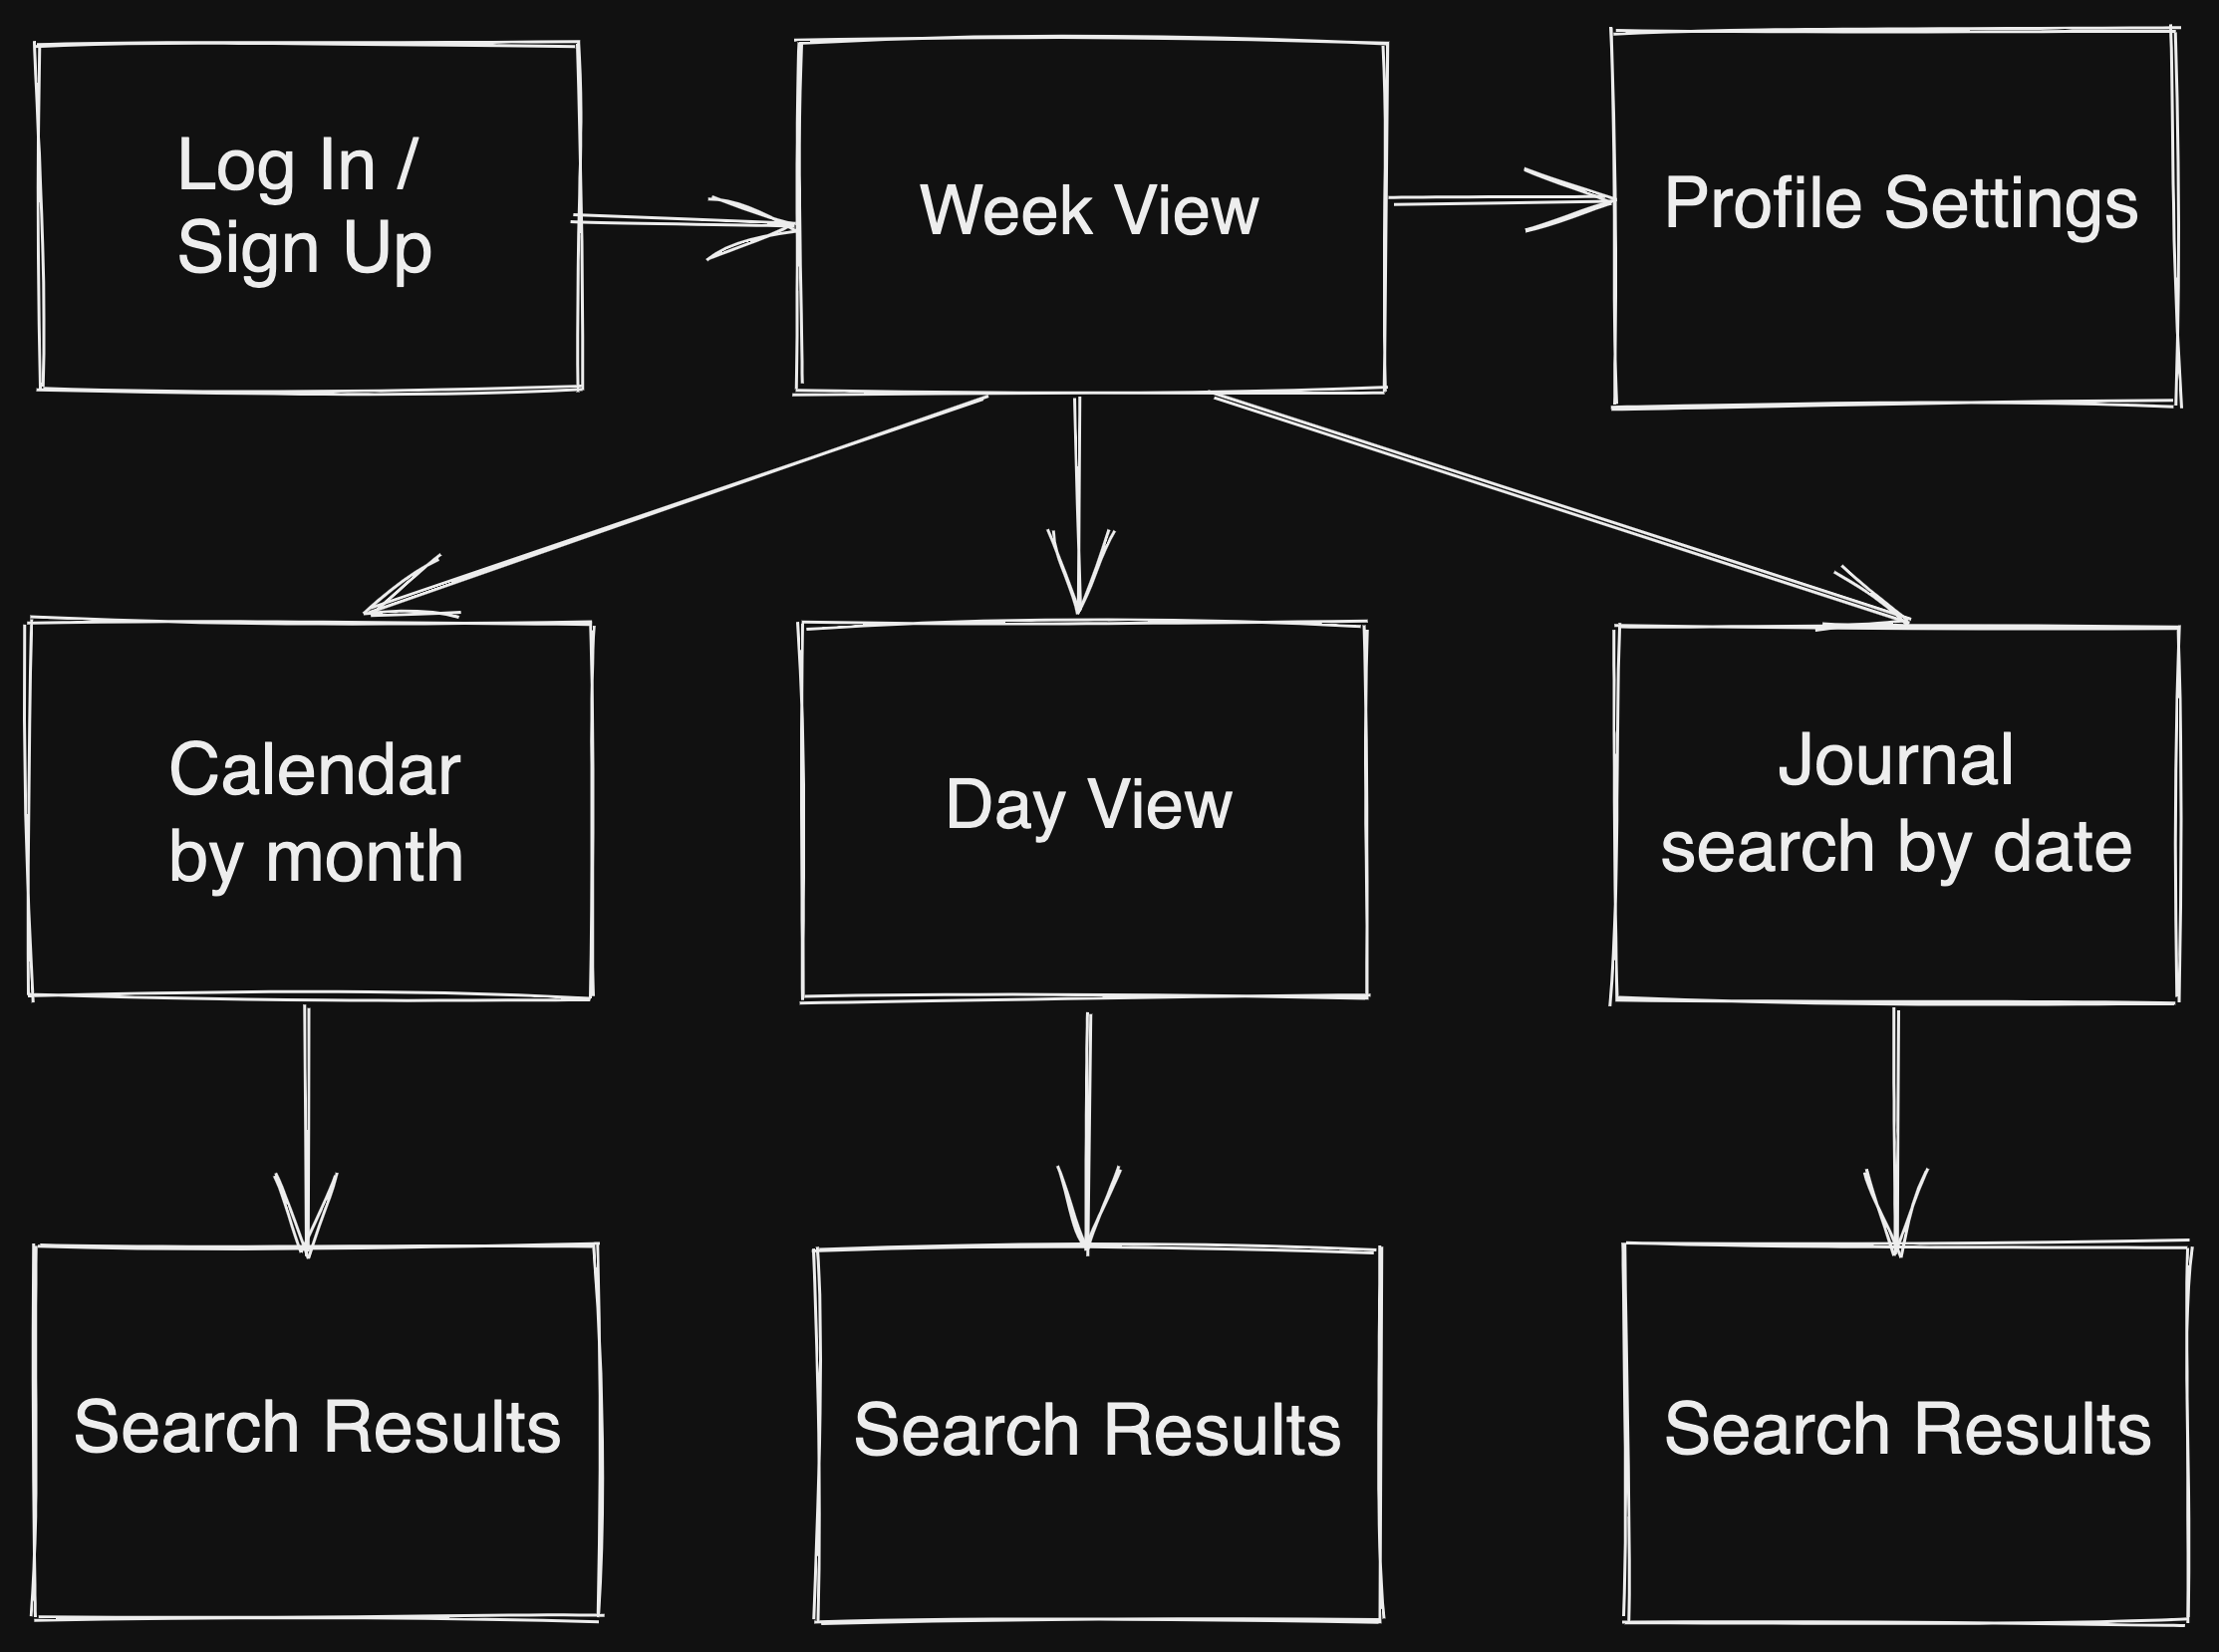 Log In /
Sign Up
Week View
Profile Settings
Calendar
by month
Day View
Journal
search by date
Search Results
Search Results
Search Results